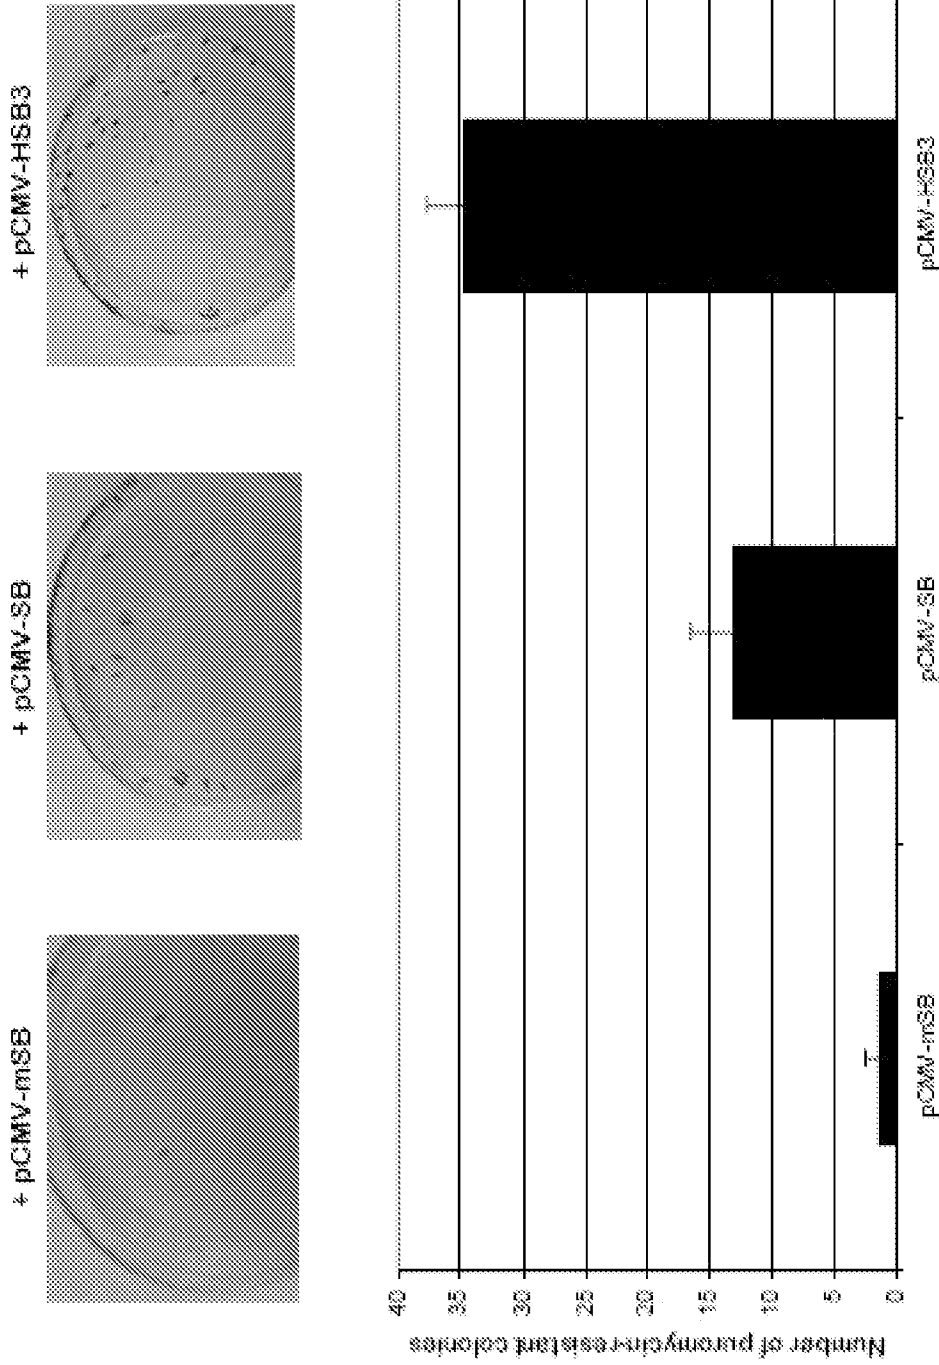 + pCMV-mSB
+ pCMV-SB
+ pCMV-HSB3
Number of puromycin-resistant colonies
40
35
30
25
20
15
10
5
0
pCMV-mSB
pCMV-SB
pCMV-HSB3